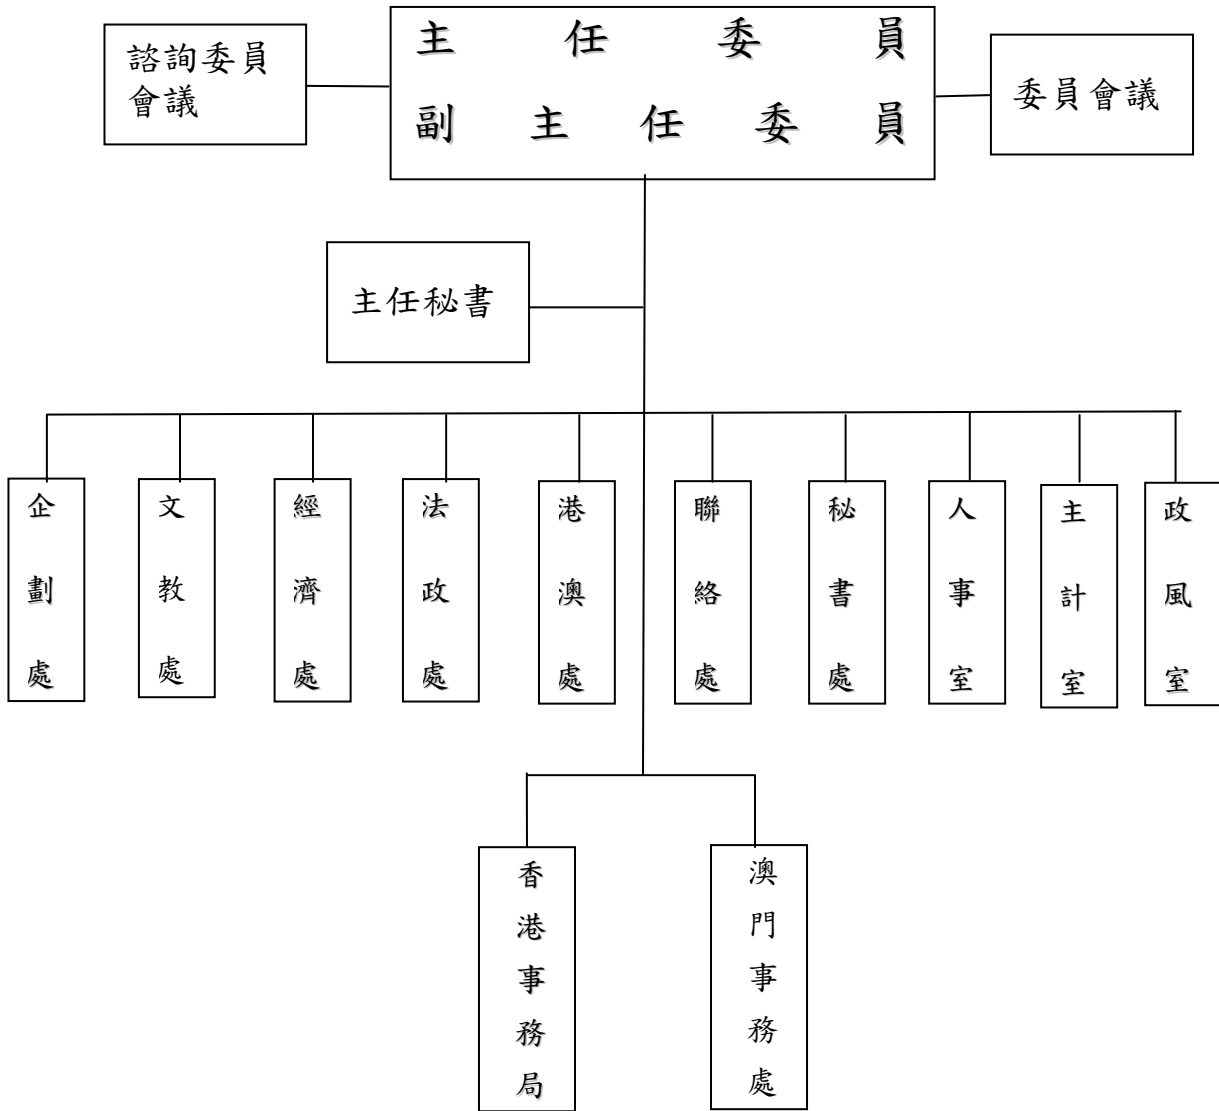 主任委員
副主任委員
諮詢委員
會議
委員會議
主任秘書
企劃處
文教處
經濟處
法政處
港澳處
聯絡處
秘書處
人事室
主計室
政風室
香港事務局
澳門事務處